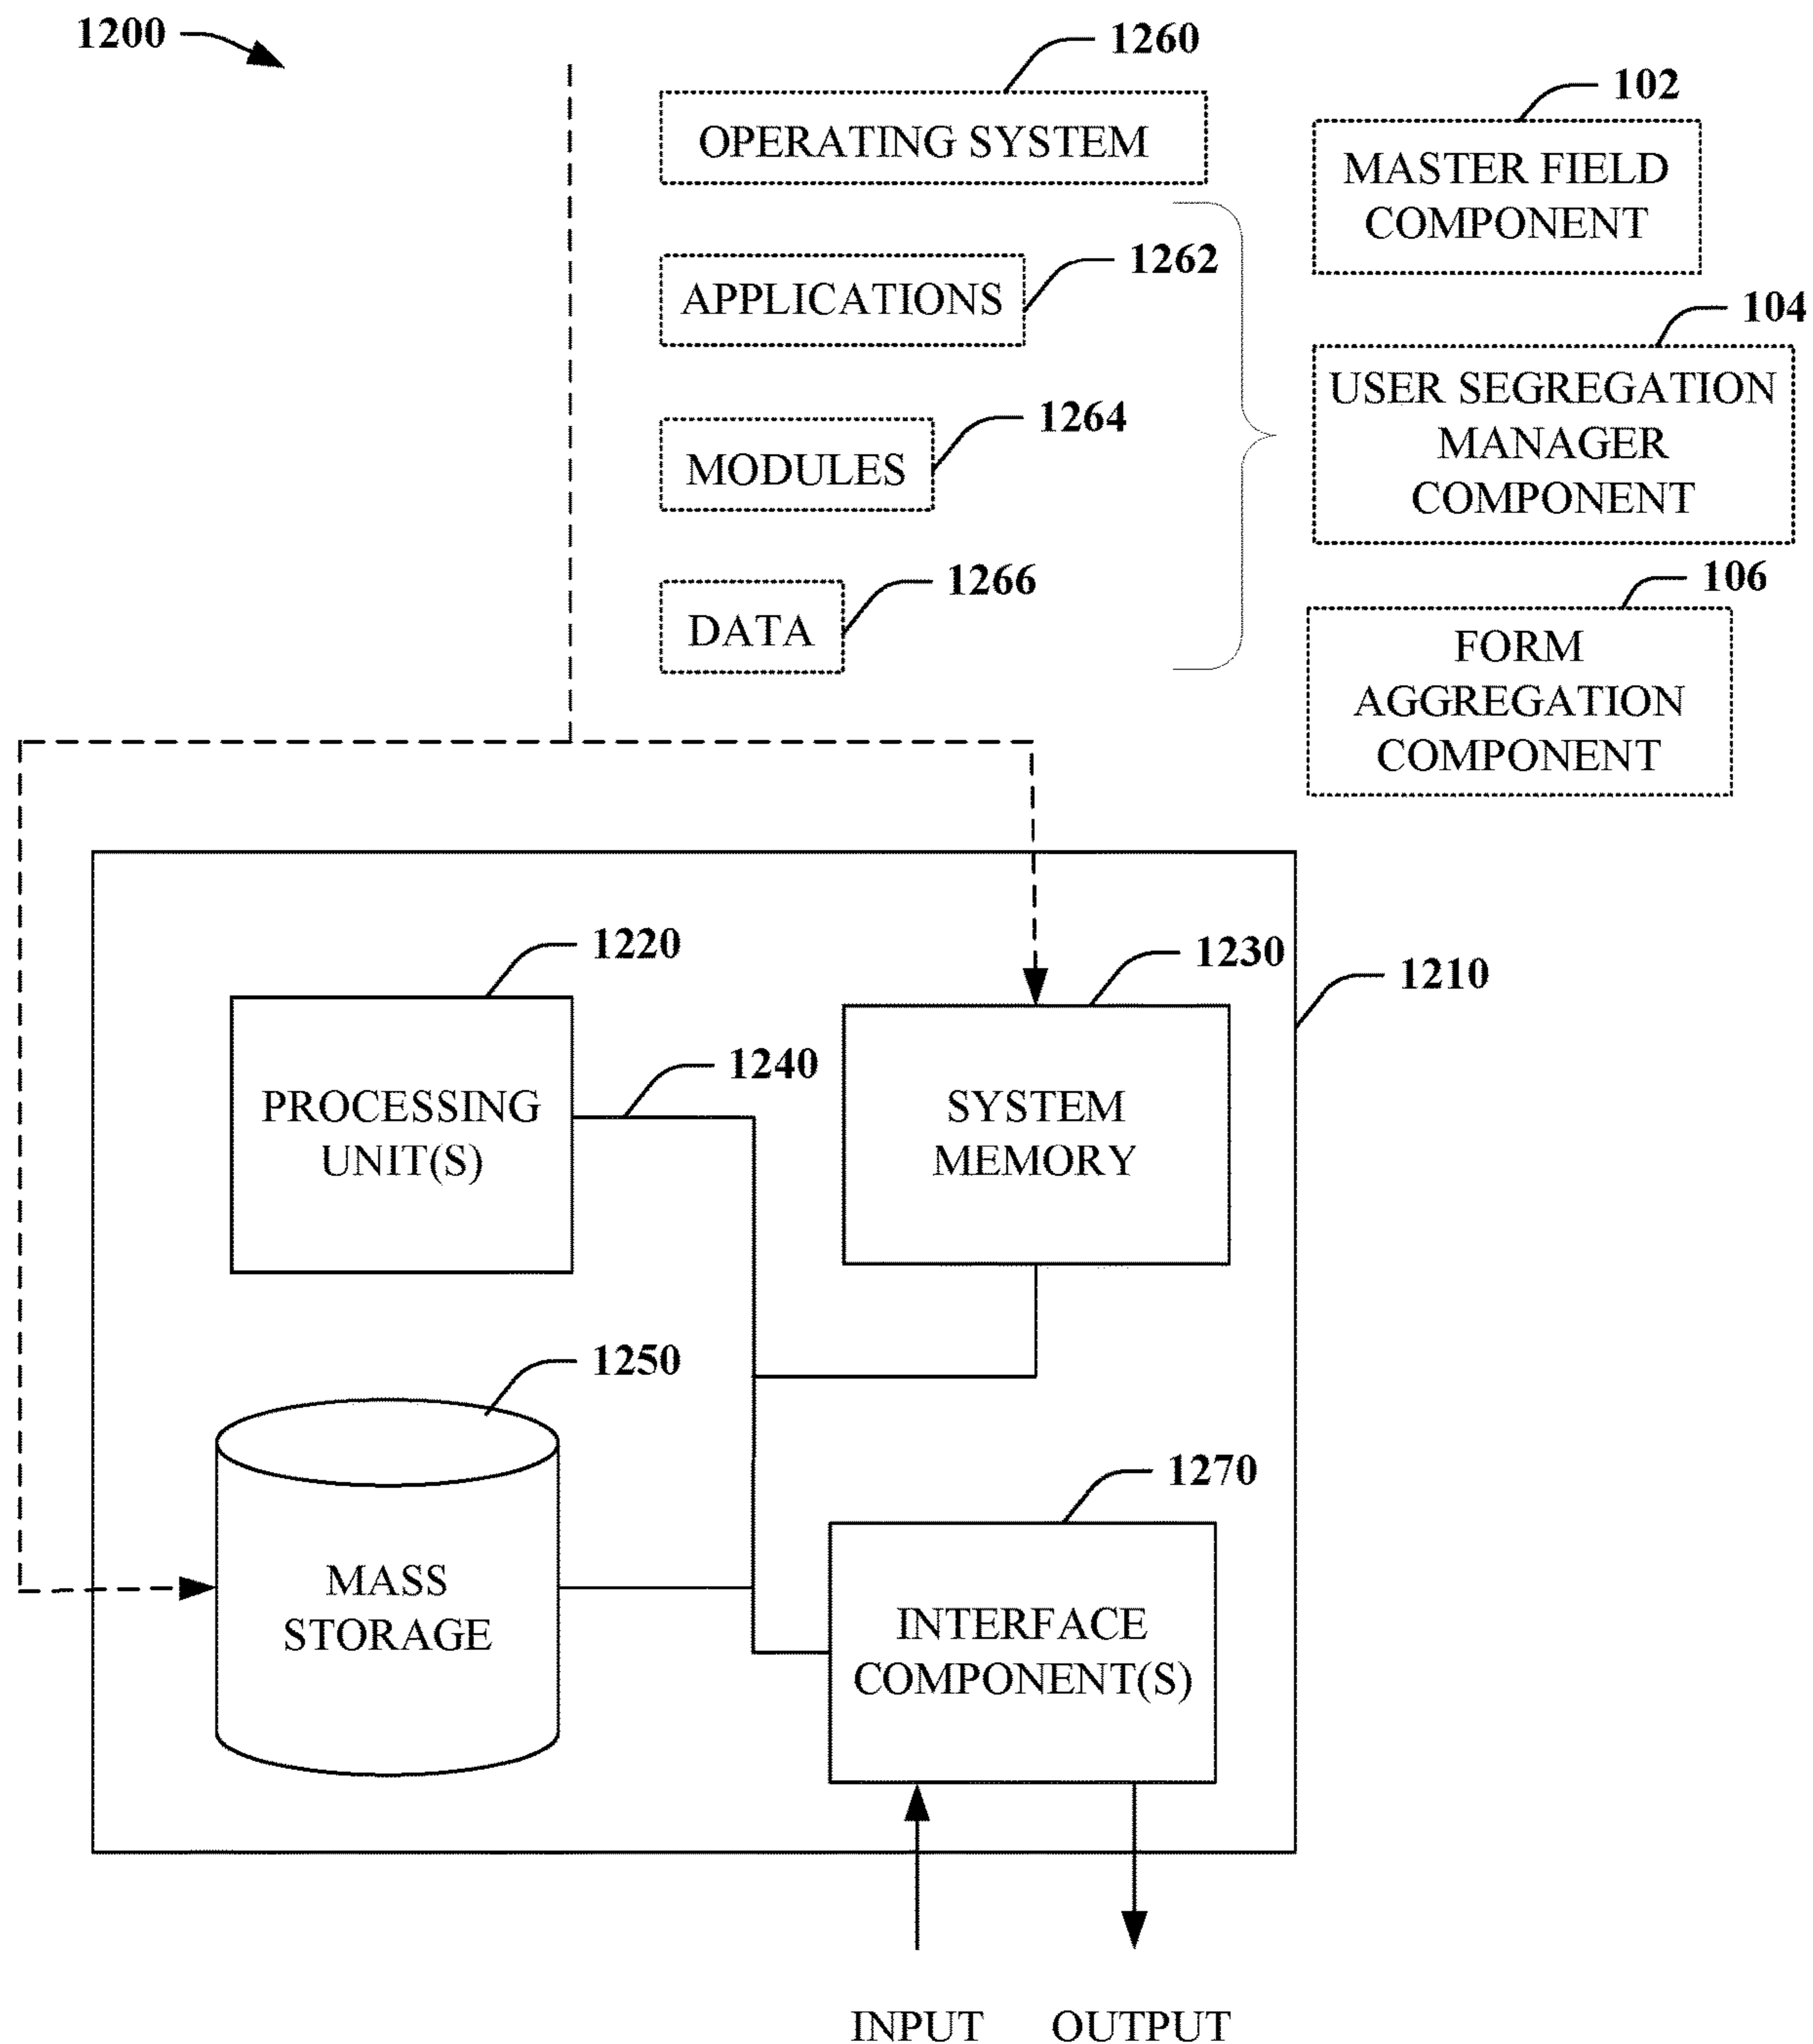 1200
1260
OPERATING SYSTEM
1262
APPLICATIONS
1264
MODULES
1266
DATA
102
MASTER FIELD
COMPONENT
104
USER SEGREGATION
MANAGER
COMPONENT
106
FORM
AGGREGATION
COMPONENT
1210
1220
PROCESSING
UNIT(S)
1240
1230
SYSTEM
MEMORY
1250
MASS
STORAGE
1270
INTERFACE
COMPONENT(S)
INPUT
OUTPUT